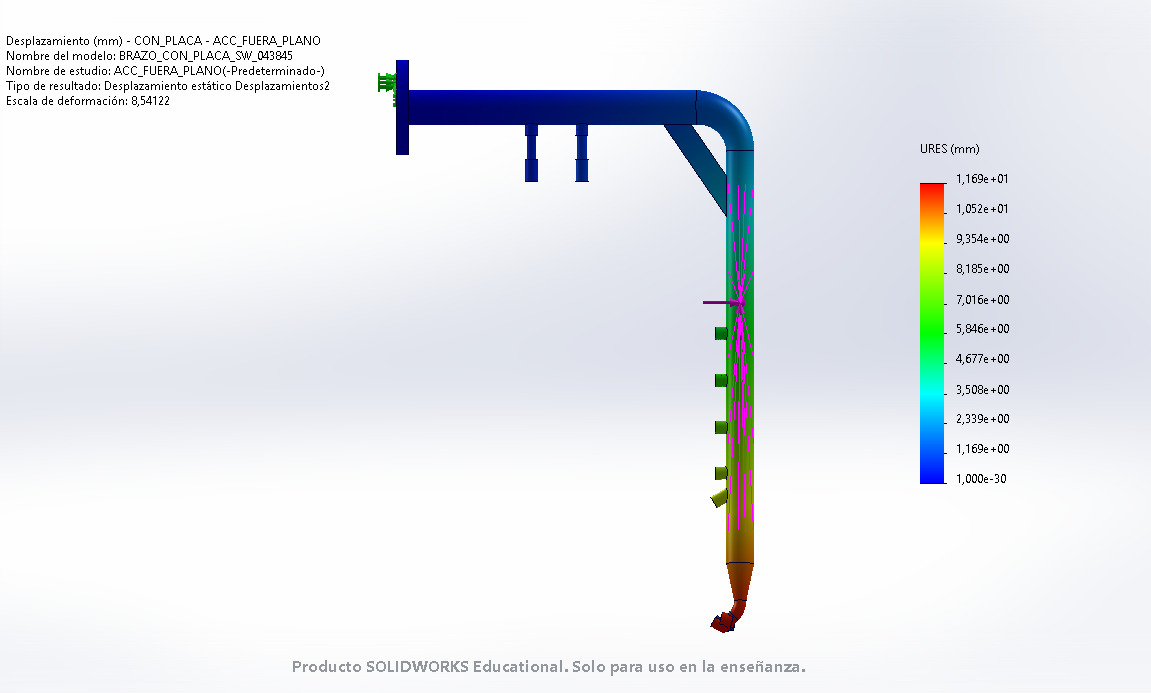 Desplazamiento (mm) - CON_PLACA - ACC_FUERA_PLANO
Nombre del modelo: BRAZO_CON_PLACA_SW_043845
Nombre de estudio: ACC_FUERA_PLANO(-Predeterminado-)
Tipo de resultado: Desplazamiento estático Desplazamientos2
Escala de deformación: 8,54122
URES (mm)
1,169e+01
1,052e+01
9,354e+00
8,185e+00
7,016e+00
5,846e+00
4,677e+00
3,508e+00
2,339e+00
1,169e+00
1,000e-30
Producto SOLIDWORKS Educational. Solo para uso en la enseñanza.